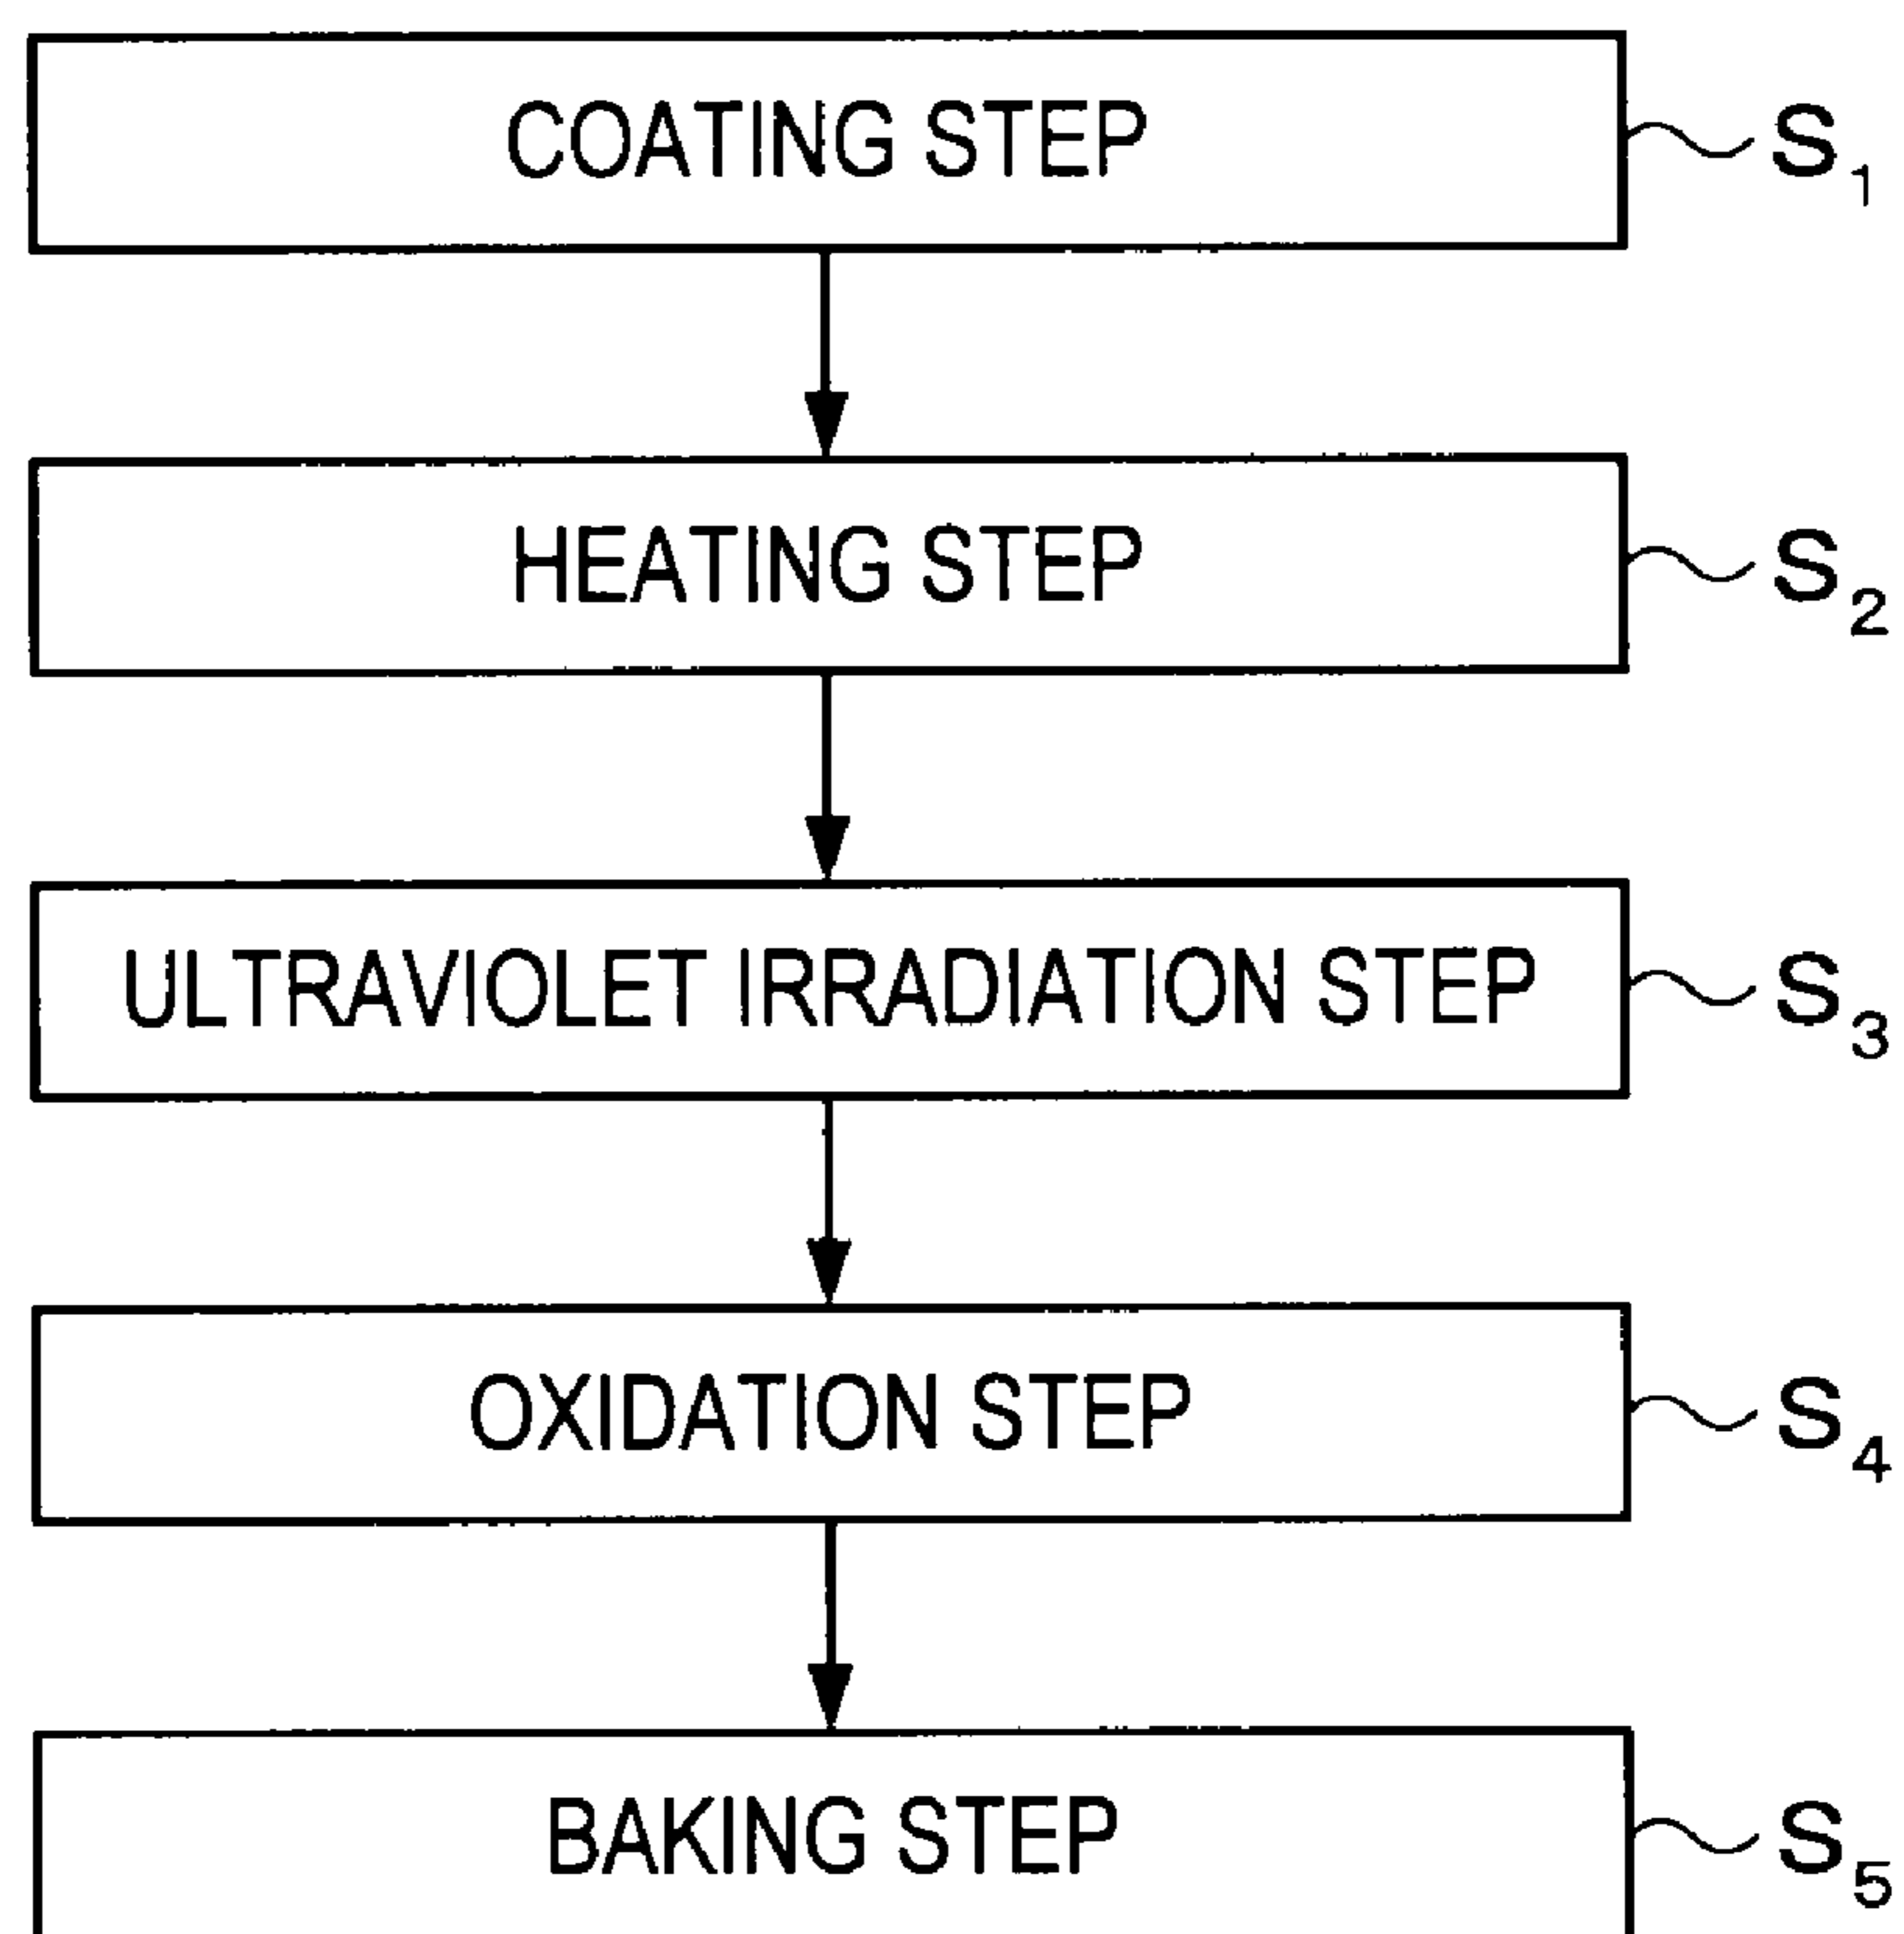 COATING STEP S1
HEATING STEP S2
ULTRAVIOLET IRRADIATION STEP S3
OXIDATION STEP S4
BAKING STEP S5